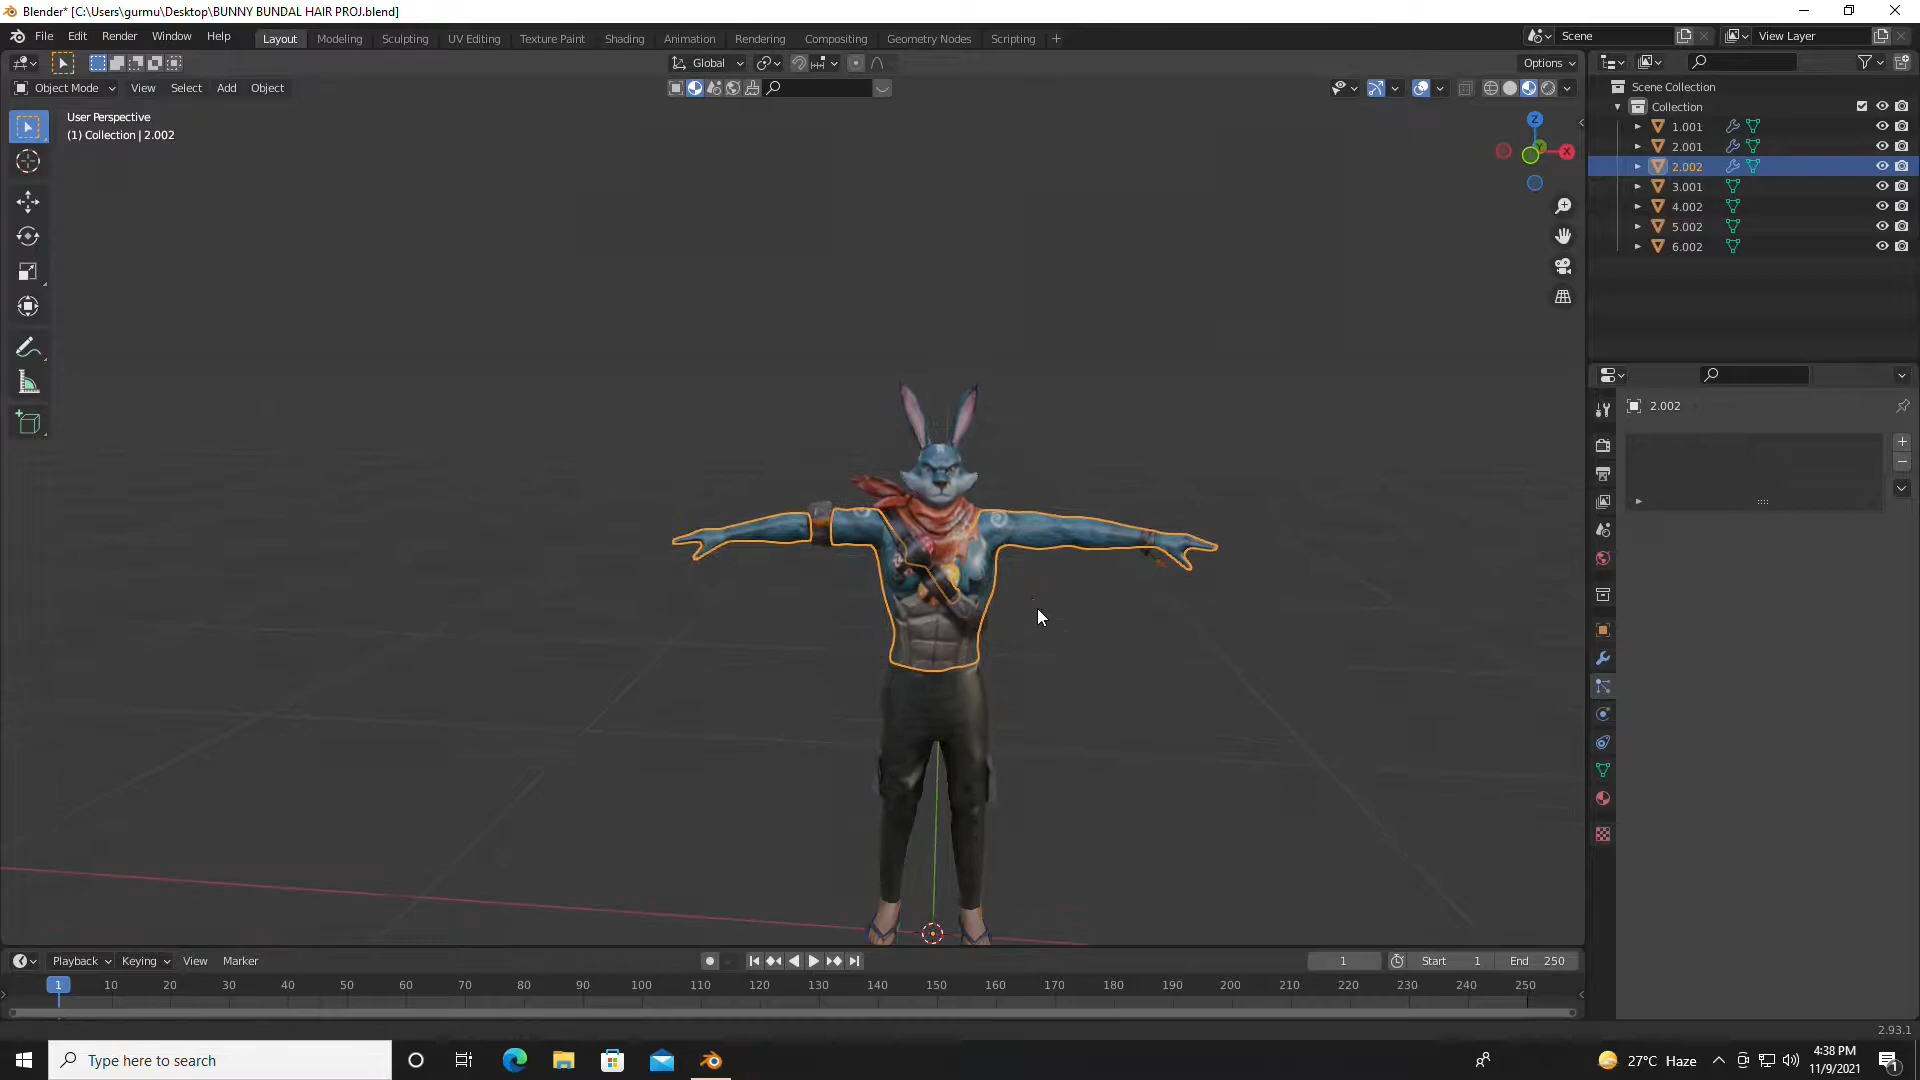 Blender* [C:\Users\gurmu\Desktop\BUNNY BUNDAL HAIR PROJ.blend]
File Edit Render Window Help Layout Modeling Sculpting UV Editing Texture Paint Shading Animation Rendering Compositing Geometry Nodes Scripting + Scene View Layer
Global Options
Object Mode View Select Add Object
User Perspective
(1) Collection | 2.002
Z
Y
X
Scene Collection
Collection
1.001
2.001
2.002
3.001
4.002
5.002
6.002
2.002
Playback Keying View Marker 1 Start 1 End 250
1 10 20 30 40 50 60 70 80 90 100 110 120 130 140 150 160 170 180 190 200 210 220 230 240 250
2.93.1
Type here to search
27°C Haze
4:38 PM
11/9/2021
1